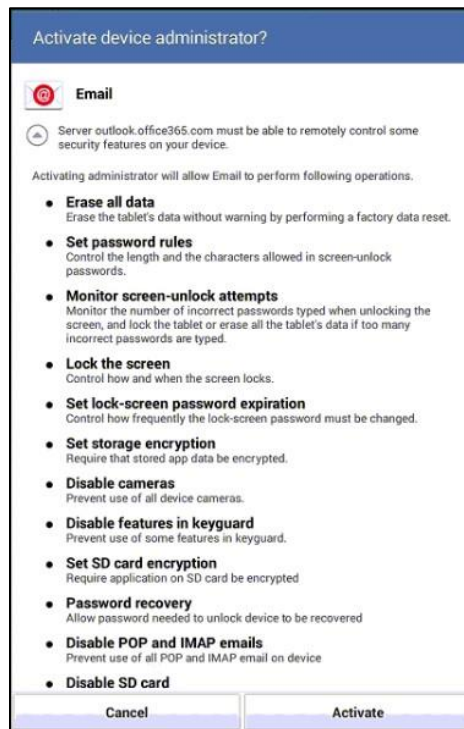 Activate device administrator?
Email
Server outlook.office365.com must be able to remotely control some
security features on your device.
Activating administrator will allow Email to perform following operations.
Erase all data
Erase the tablet's data without warning by performing a factory data reset.
Set password rules
Control the length and the characters allowed in screen-unlock
passwords.
Monitor screen-unlock attempts
Monitor the number of incorrect passwords typed when unlocking the
screen, and lock the tablet or erase all the tablet's data if too many
incorrect passwords are typed.
Lock the screen
Control how and when the screen locks.
Set lock-screen password expiration
Control how frequently the lock-screen password must be changed.
Set storage encryption
Require that stored app data be encrypted.
Disable cameras
Prevent use of all device cameras.
Disable features in keyguard
Prevent use of some features in keyguard.
Set SD card encryption
Require application on SD card be encrypted
Password recovery
Allow password needed to unlock device to be recovered
Disable POP and IMAP emails
Prevent use of all POP and IMAP email on device
Disable SD card
Cancel Activate